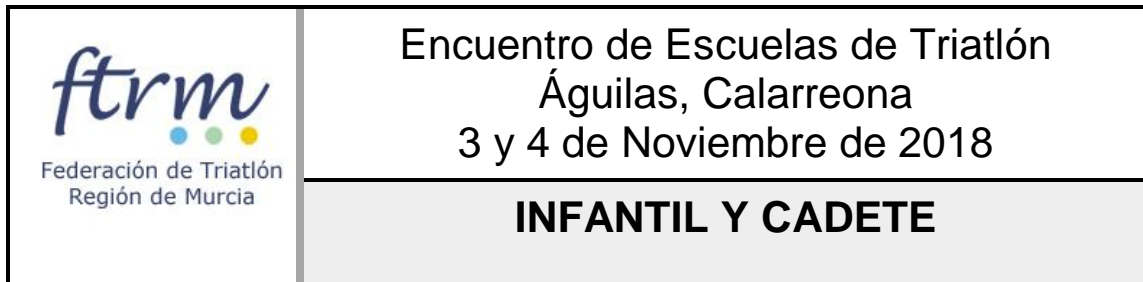 ftrm
Federación de Triatlón
Región de Murcia
Encuentro de Escuelas de Triatlón
Águilas, Calarreona
3 y 4 de Noviembre de 2018
INFANTIL Y CADETE